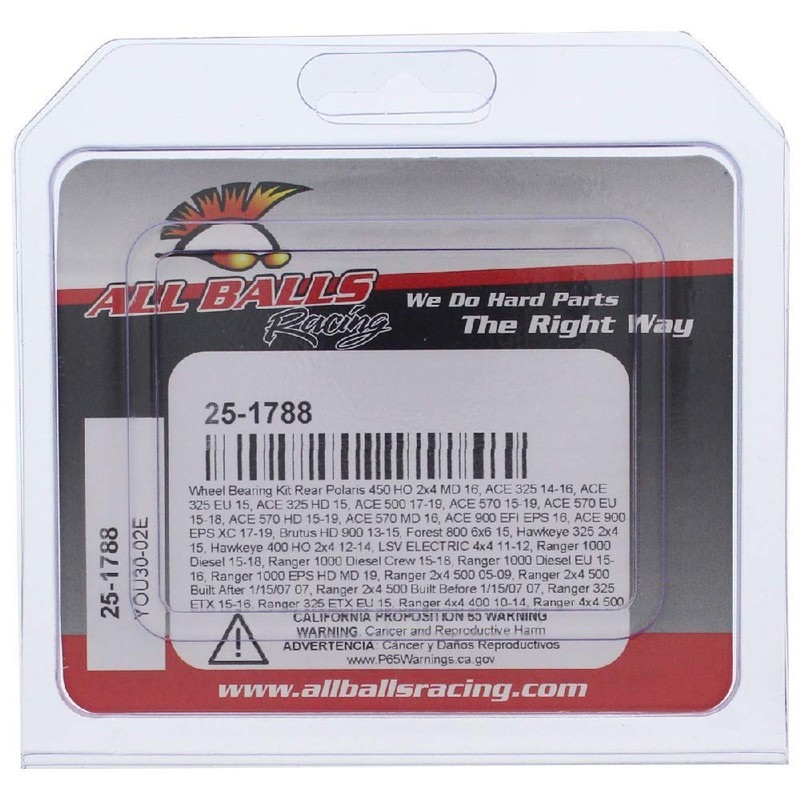 ALL BALLS
Racing
We Do Hard Parts
The Right Way
25-1788
Wheel Bearing Kit Rear Polaris 450 HO 2x4 MD 16, ACE 325 14-16, ACE
325 EU 15, ACE 325 HD 15, ACE 500 17-19, ACE 570 15-19, ACE 570 EU
15-18, ACE 570 HD 15-19, ACE 570 MD 16, ACE 900 EFI EPS 16, ACE 900
EPS XC 17-19, Brutus HD 900 13-15, Forest 800 6x6 15, Hawkeye 325 2x4
15, Hawkeye 400 HO 2x4 12-14, LSV ELECTRIC 4x4 11-12, Ranger 1000
Diesel 15-18, Ranger 1000 Diesel Crew 15-18, Ranger 1000 Diesel EU 15-
16, Ranger 1000 EPS HD MD 19, Ranger 2x4 500 05-09, Ranger 2x4 500
Built After 1/15/07 07, Ranger 2x4 500 Built Before 1/15/07 07, Ranger 325
ETX 15-16, Ranger 325 ETX EU 15, Ranger 4x4 400 10-14, Ranger 4x4 500
CALIFORNIA PROPOSITION 65 WARNING
WARNING: Cancer and Reproductive Harm
ADVERTENCIA: Cáncer y Daños Reproductivos
www.P65Warnings.ca.gov
25-1788
YOU30-02E
www.allballsracing.com